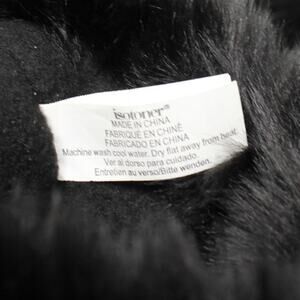 isotoner®
MADE IN CHINA
FABRIQUE EN CHINE
FABRICADO EN CHINA
Machine wash cool water. Dry flat away from heat.
Ver al dorso para cuidado.
Entretien au verso/Bitte wenden.